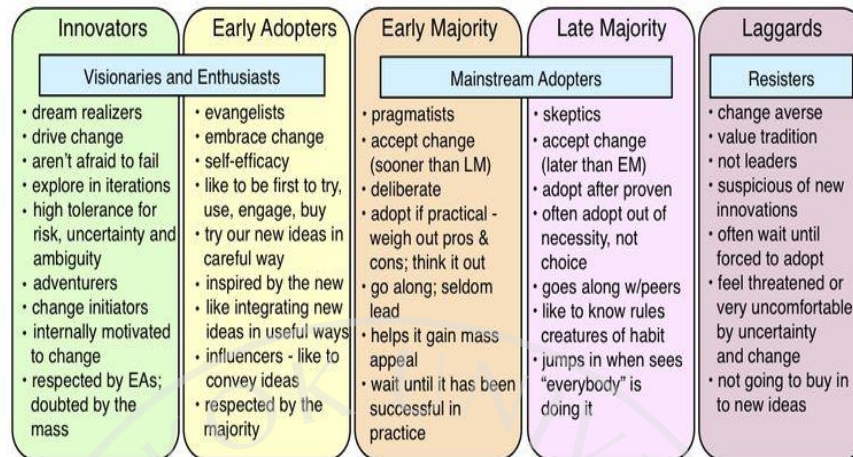 Innovators
Visionaries and Enthusiasts
• dream realizers
• drive change
• aren't afraid to fail
• explore in iterations
• high tolerance for
risk, uncertainty and
ambiguity
• adventurers
• change initiators
• internally motivated
to change
• respected by EAs;
doubted by the
mass
Early Adopters
• evangelists
• embrace change
• self-efficacy
• like to be first to try,
use, engage, buy
• try our new ideas in
careful way
• inspired by the new
• like integrating new
ideas in useful ways
• influencers - like to
convey ideas
• respected by the
majority
Early Majority
Mainstream Adopters
• pragmatists
• accept change
(sooner than LM)
• deliberate
• adopt if practical -
weigh out pros &
cons; think it out
• go along; seldom
lead
• helps it gain mass
appeal
• wait until it has been
successful in
practice
Late Majority
• skeptics
• accept change
(later than EM)
• adopt after proven
• often adopt out of
necessity, not
choice
• goes along w/peers
• like to know rules
creatures of habit
• jumps in when sees
"everybody" is
doing it
Laggards
Resisters
• change averse
• value tradition
• not leaders
• suspicious of new
innovations
• often wait until
forced to adopt
• feel threatened or
very uncomfortable
by uncertainty
and change
• not going to buy in
to new ideas